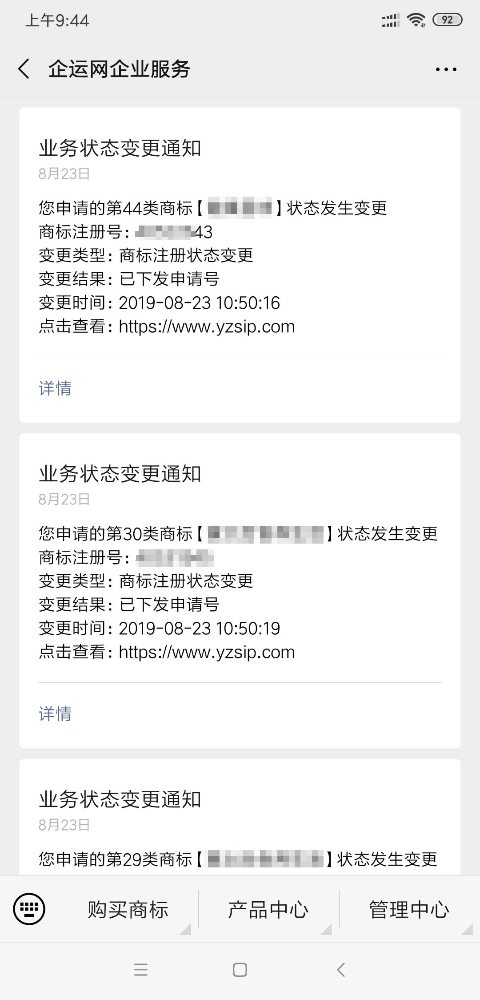 上午9:44
92
企运网企业服务
业务状态变更通知
8月23日
您申请的第44类商标【】状态发生变更
商标注册号：43
变更类型：商标注册状态变更
变更结果：已下发申请号
变更时间：2019-08-23 10:50:16
点击查看：https://www.yzsip.com
详情
业务状态变更通知
8月23日
您申请的第30类商标【】状态发生变更
商标注册号：
变更类型：商标注册状态变更
变更结果：已下发申请号
变更时间：2019-08-23 10:50:19
点击查看：https://www.yzsip.com
详情
业务状态变更通知
8月23日
您申请的第29类商标【】状态发生变更
购买商标
产品中心
管理中心